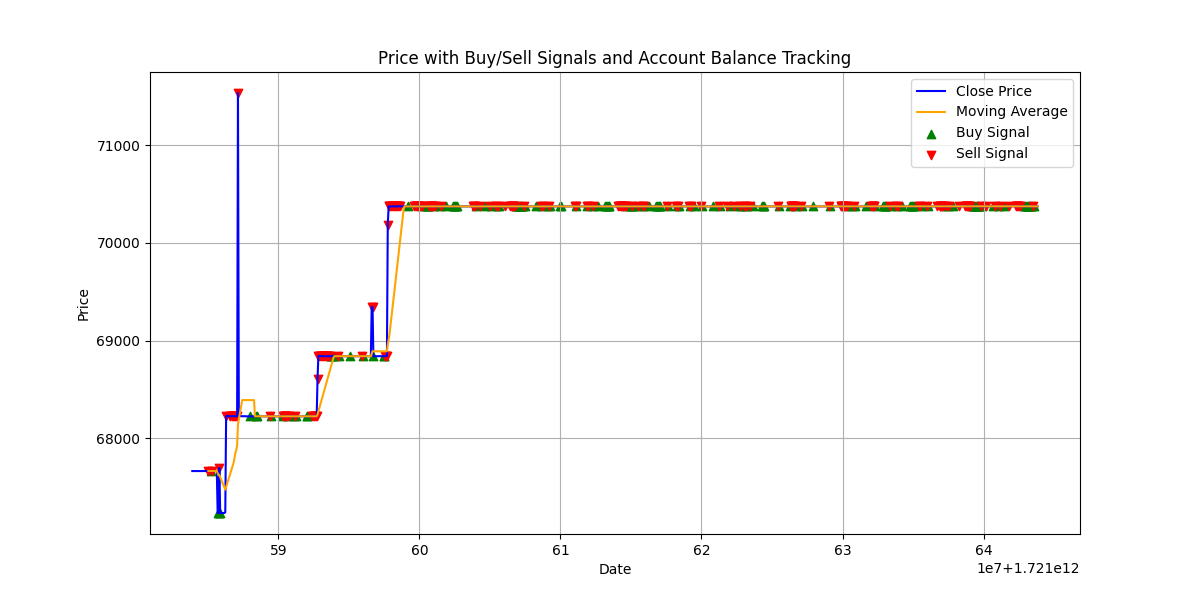 Price with Buy/Sell Signals and Account Balance Tracking
Close Price
Moving Average
Buy Signal
Sell Signal
71000
70000
69000
68000
Price
59 60 61 62 63 64
Date
1e7+1.721e12